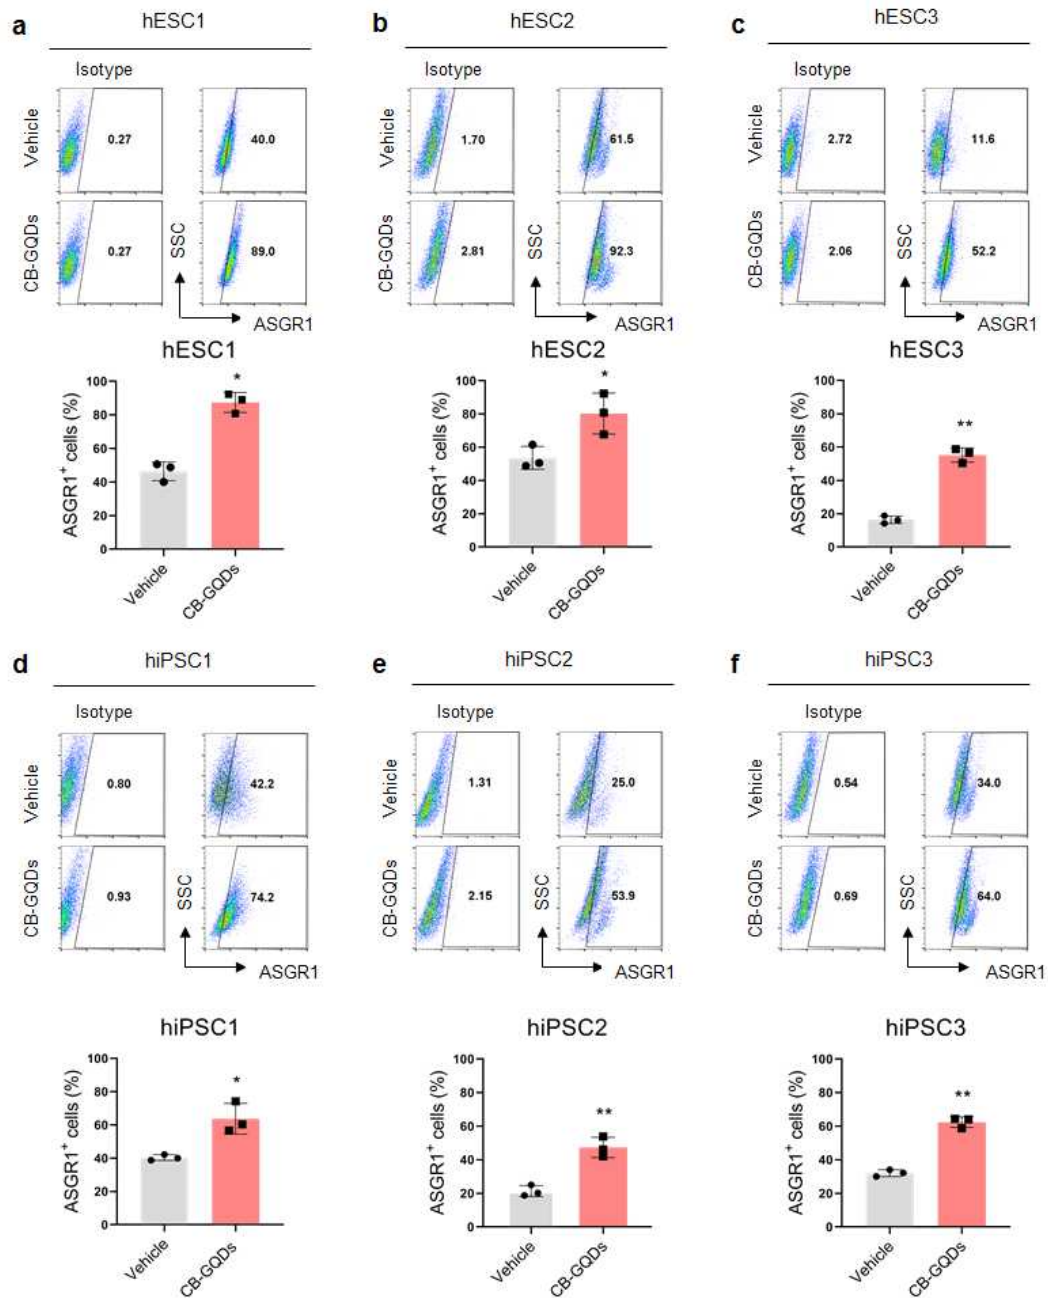 a
hESC1
Isotype
Vehicle
0.27
40.0
CB-GQDs
0.27
SSC
89.0
ASGR1
hESC1
ASGR1+ cells (%)
100
80
60
40
20
0
*
Vehicle
CB-GQDs
b
hESC2
Isotype
Vehicle
1.70
61.5
CB-GQDs
2.81
SSC
92.3
ASGR1
hESC2
ASGR1+ cells (%)
100
80
60
40
20
0
*
Vehicle
CB-GQDs
c
hESC3
Isotype
Vehicle
2.72
11.6
CB-GQDs
2.06
SSC
52.2
ASGR1
hESC3
ASGR1+ cells (%)
100
80
60
40
20
0
**
Vehicle
CB-GQDs
d
hiPSC1
Isotype
Vehicle
0.80
42.2
CB-GQDs
0.93
SSC
74.2
ASGR1
hiPSC1
ASGR1+ cells (%)
100
80
60
40
20
0
*
Vehicle
CB-GQDs
e
hiPSC2
Isotype
Vehicle
1.31
25.0
CB-GQDs
2.15
SSC
53.9
ASGR1
hiPSC2
ASGR1+ cells (%)
100
80
60
40
20
0
**
Vehicle
CB-GQDs
f
hiPSC3
Isotype
Vehicle
0.54
34.0
CB-GQDs
0.69
SSC
64.0
ASGR1
hiPSC3
ASGR1+ cells (%)
100
80
60
40
20
0
**
Vehicle
CB-GQDs